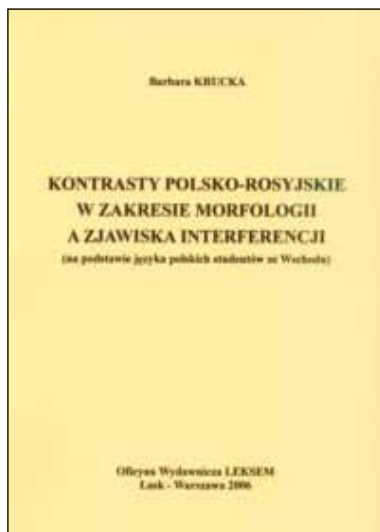 Barbara KRUCKA
KONTRASTY POLSKO-ROSYJSKIE
W ZAKRESIE MORFOLOGII
A ZJAWISKA INTERFERENCJI
(na podstawie języka polskich studentów ze Wschodu)
Oficyna Wydawnicza LEKSEM
Łask - Warszawa 2006